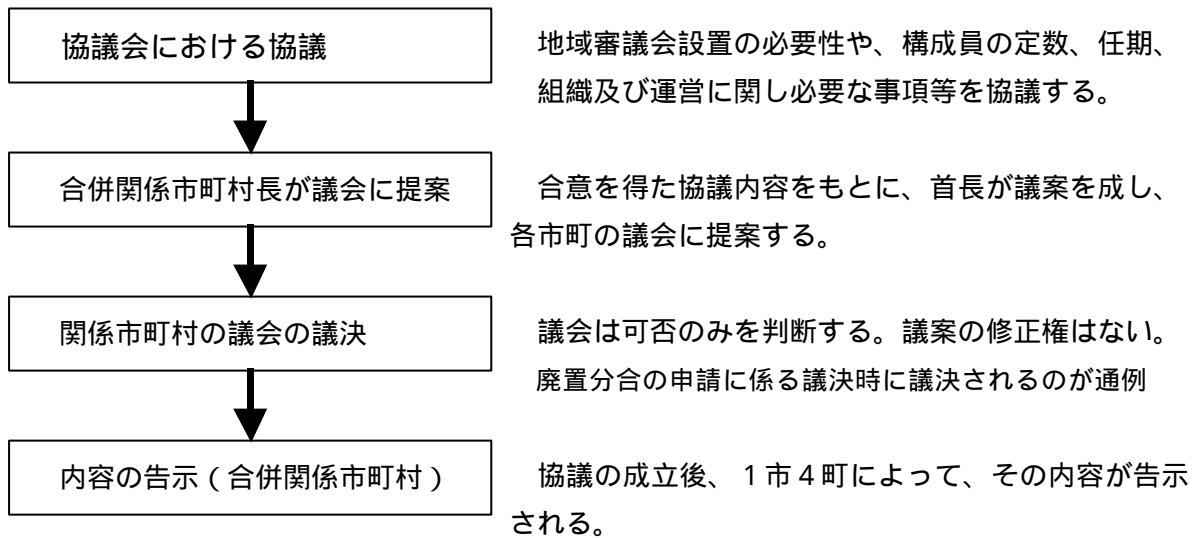 協議会における協議
地域審議会設置の必要性や、構成員の定数、任期、
組織及び運営に関し必要な事項等を協議する。
合併関係市町村長が議会に提案
合意を得た協議内容をもとに、首長が議案を成し、
各市町の議会に提案する。
関係市町村の議会の議決
議会は可否のみを判断する。議案の修正権はない。
廃置分合の申請に係る議決時に議決されるのが通例
内容の告示(合併関係市町村)
協議の成立後、1市4町によって、その内容が告示
される。